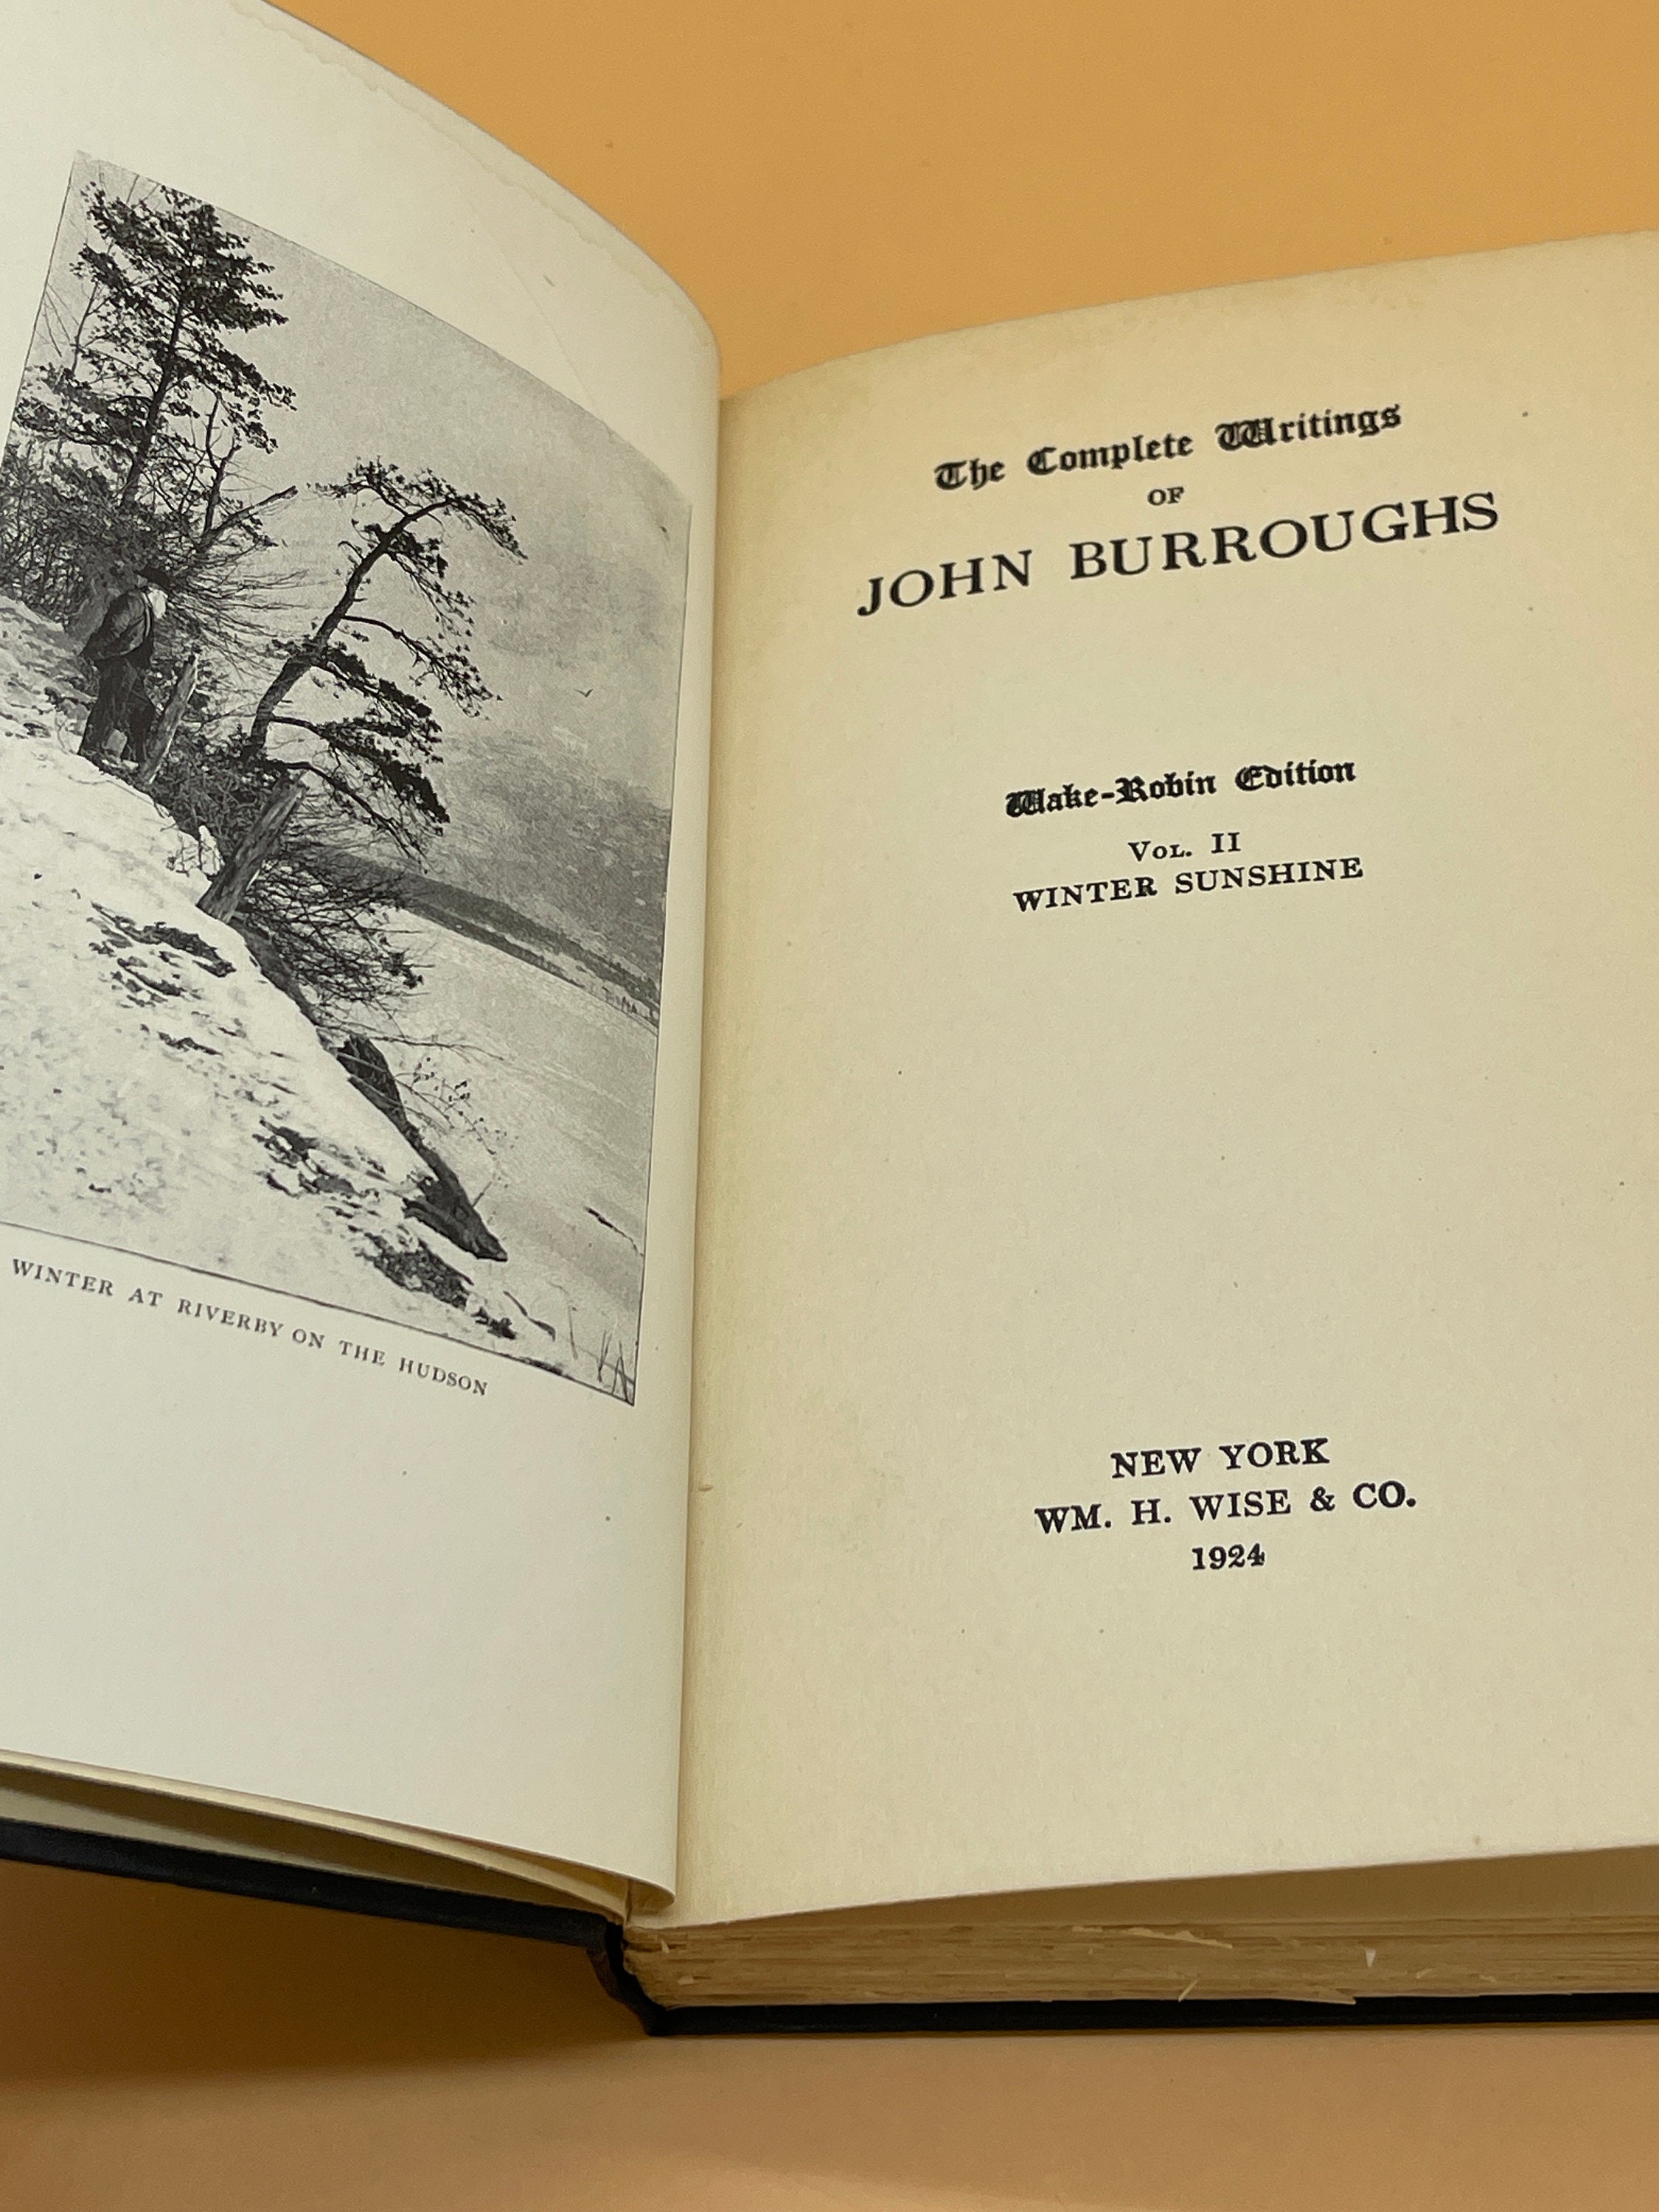 WINTER AT RIVERBY ON THE HUDSON
The Complete Writings
OF
JOHN BURROUGHS
Wake-Robin Edition
VOL. II
WINTER SUNSHINE
NEW YORK
WM. H. WISE & CO.
1924